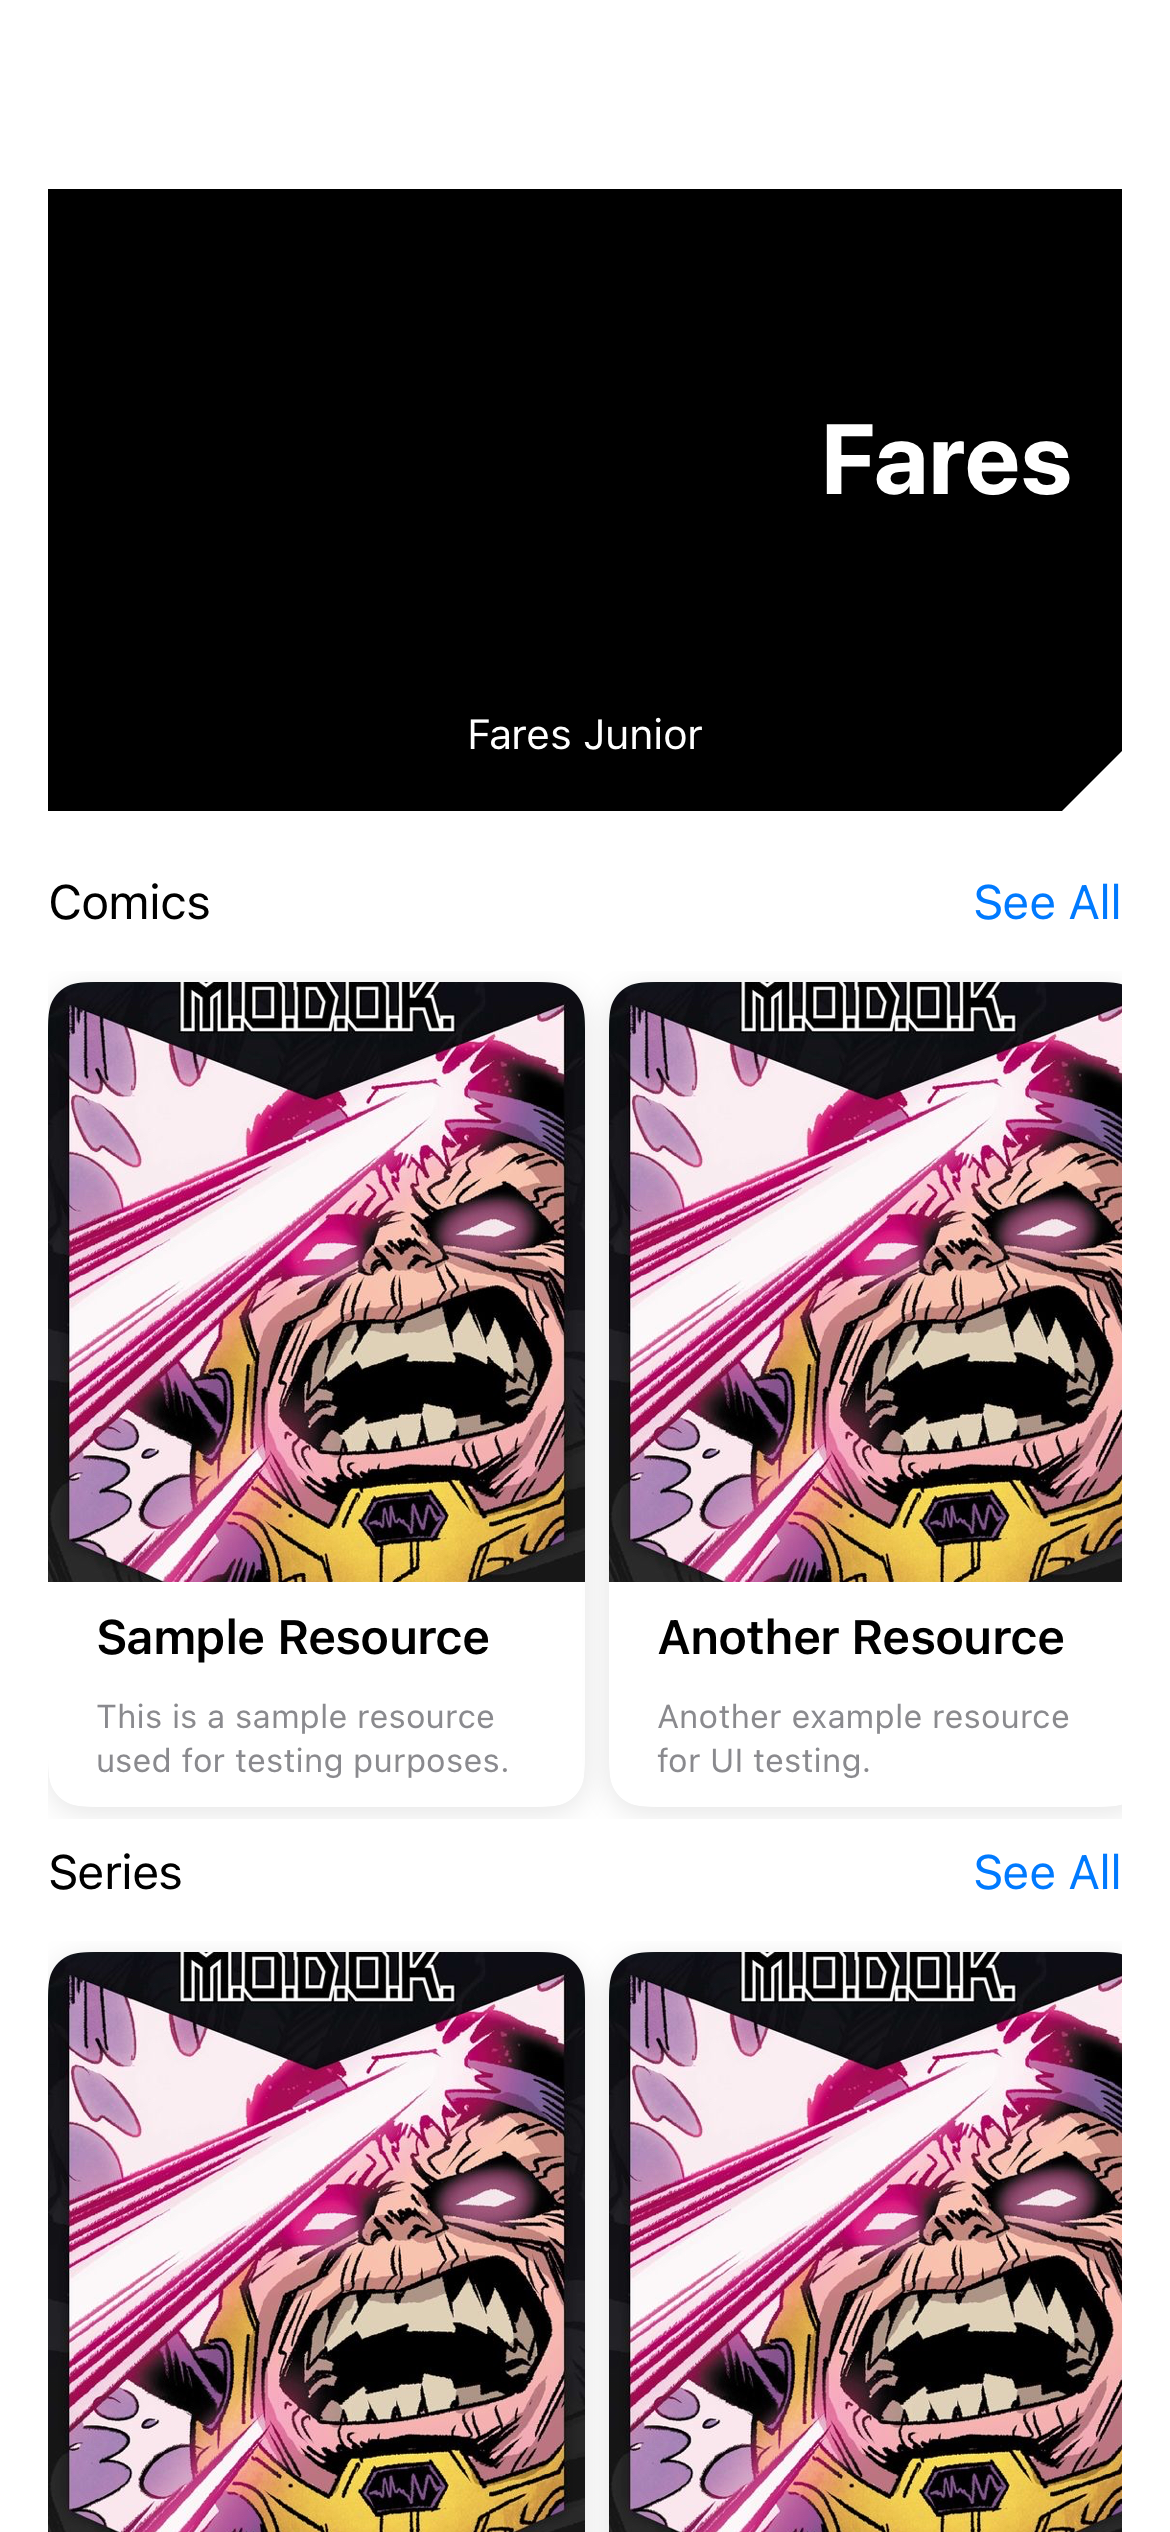 Fares
Fares Junior
Comics
See All
M.O.D.O.K.
M.O.D.O.K.
Sample Resource
Another Resource
This is a sample resource
used for testing purposes.
Another example resource
for UI testing.
Series
See All
M.O.D.O.K.
M.O.D.O.K.